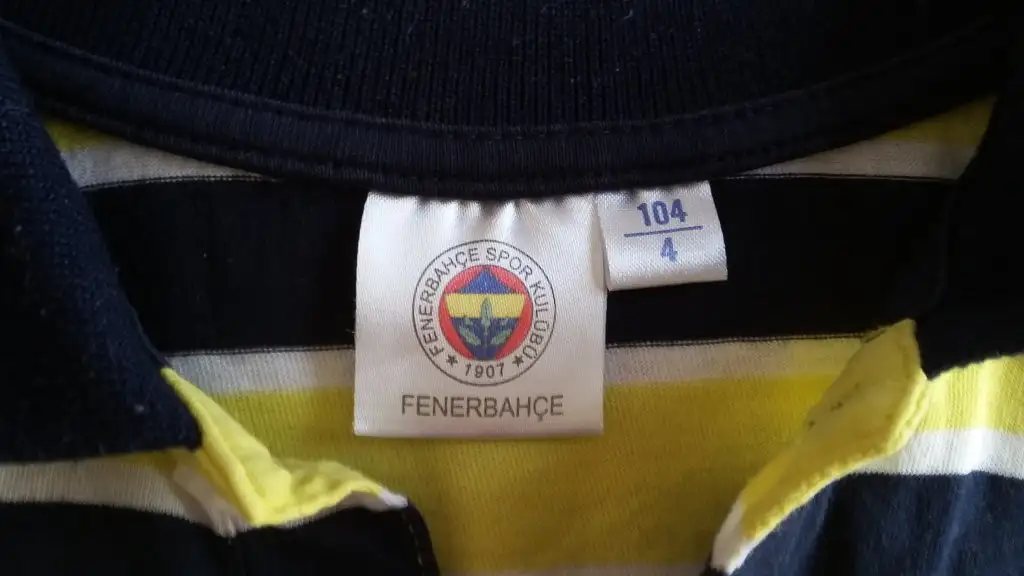 FENERBAHÇE SPOR KULÜBÜ
★ 1907 ★
FENERBAHÇE
104
4